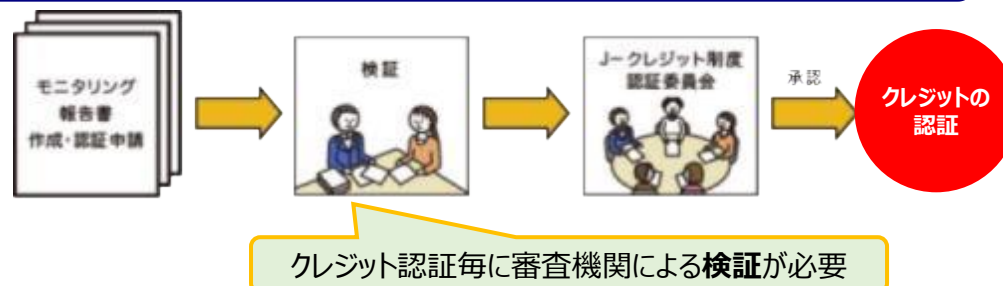 モニタリング
報告書
作成・認証申請
検証
J-クレジット制度
認証委員会
承認
クレジットの
認証
クレジット認証毎に審査機関による検証が必要